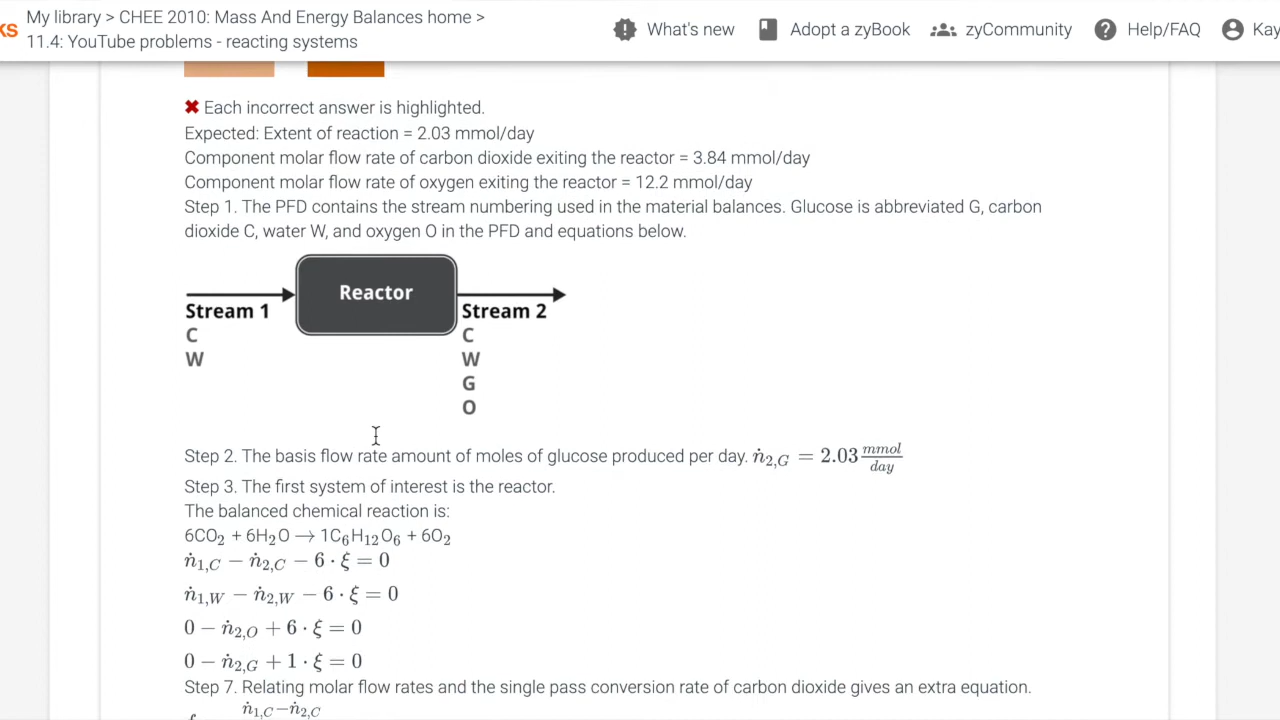 My library > CHEE 2010: Mass And Energy Balances home >
11.4: YouTube problems - reacting systems
What's new
Adopt a zyBook
zyCommunity
Help/FAQ
✖ Each incorrect answer is highlighted.
Expected: Extent of reaction = 2.03 mmol/day
Component molar flow rate of carbon dioxide exiting the reactor = 3.84 mmol/day
Component molar flow rate of oxygen exiting the reactor = 12.2 mmol/day
Step 1. The PFD contains the stream numbering used in the material balances. Glucose is abbreviated G, carbon
dioxide C, water W, and oxygen O in the PFD and equations below.
Reactor
Stream 1
C
W
Stream 2
C
W
G
O
Step 2. The basis flow rate amount of moles of glucose produced per day. ṅ₂,G = 2.03 mmol/day
Step 3. The first system of interest is the reactor.
The balanced chemical reaction is:
6CO₂ + 6H₂O → 1C₆H₁₂O₆ + 6O₂
ṅ₁,C − ṅ₂,C − 6 · ξ = 0
ṅ₁,W − ṅ₂,W − 6 · ξ = 0
0 − ṅ₂,O + 6 · ξ = 0
0 − ṅ₂,G + 1 · ξ = 0
Step 7. Relating molar flow rates and the single pass conversion rate of carbon dioxide gives an extra equation.
ṅ₁,C−ṅ₂,C